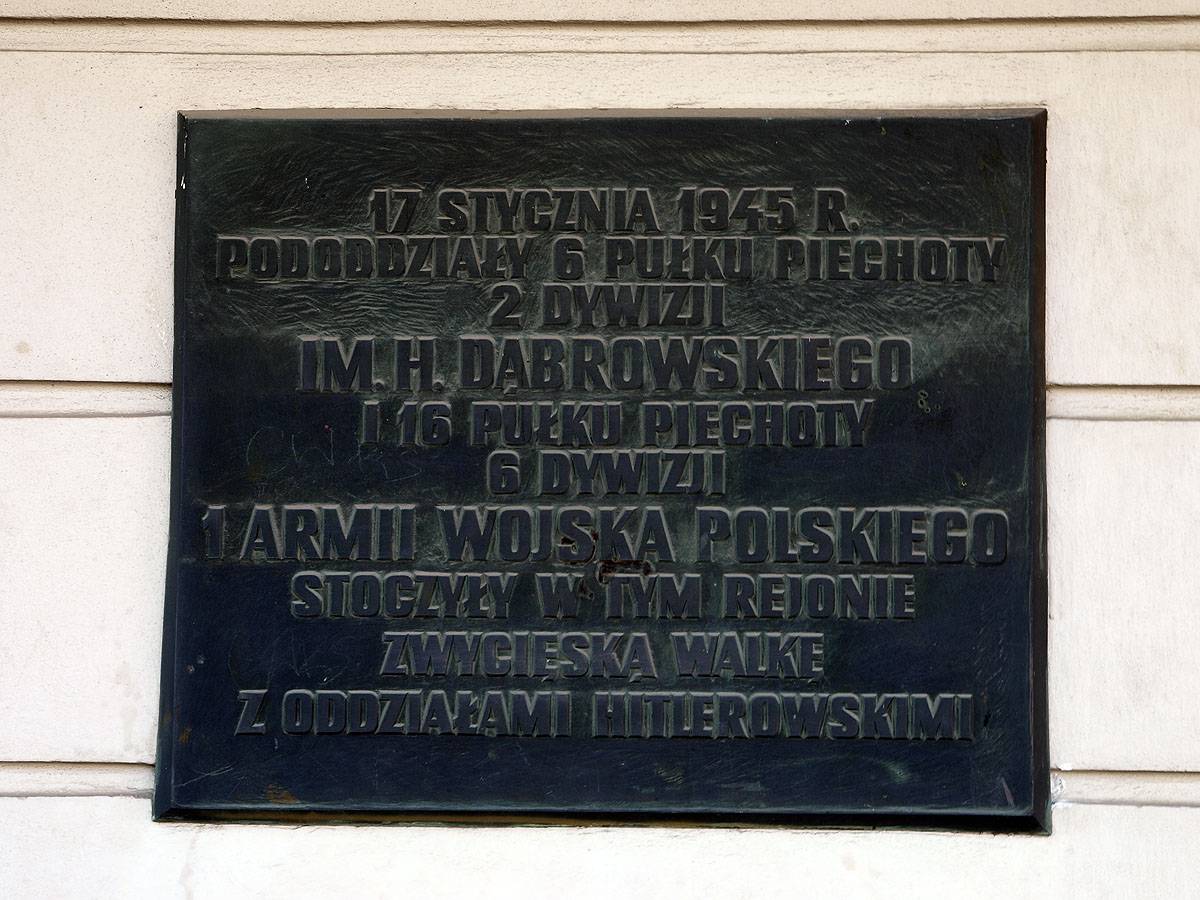 17 STYCZNIA 1945 R.
PODODDZIAŁY 6 PUŁKU PIECHOTY
2 DYWIZJI
IM. H. DĄBROWSKIEGO
I 16 PUŁKU PIECHOTY
6 DYWIZJI
1 ARMII WOJSKA POLSKIEGO
STOCZYŁY W TYM REJONIE
ZWYCIĘSKĄ WALKĘ
Z ODDZIAŁAMI HITLEROWSKIMI